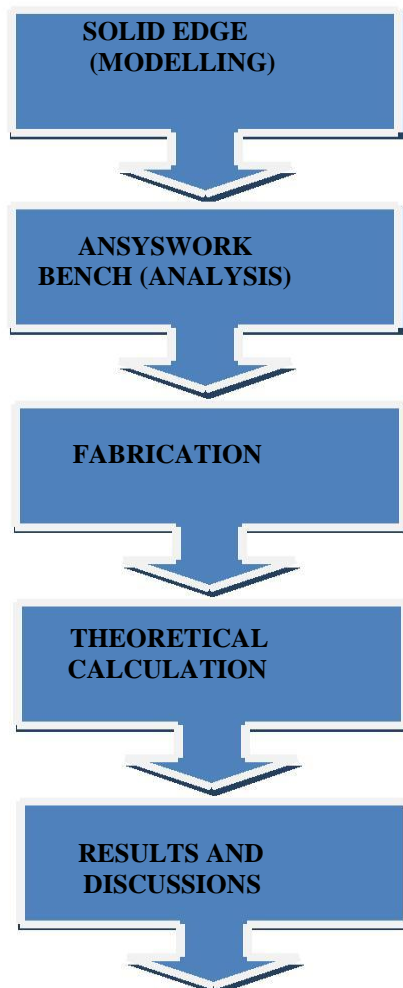 SOLID EDGE
(MODELLING)
ANSYSWORK
BENCH (ANALYSIS)
FABRICATION
THEORETICAL
CALCULATION
RESULTS AND
DISCUSSIONS